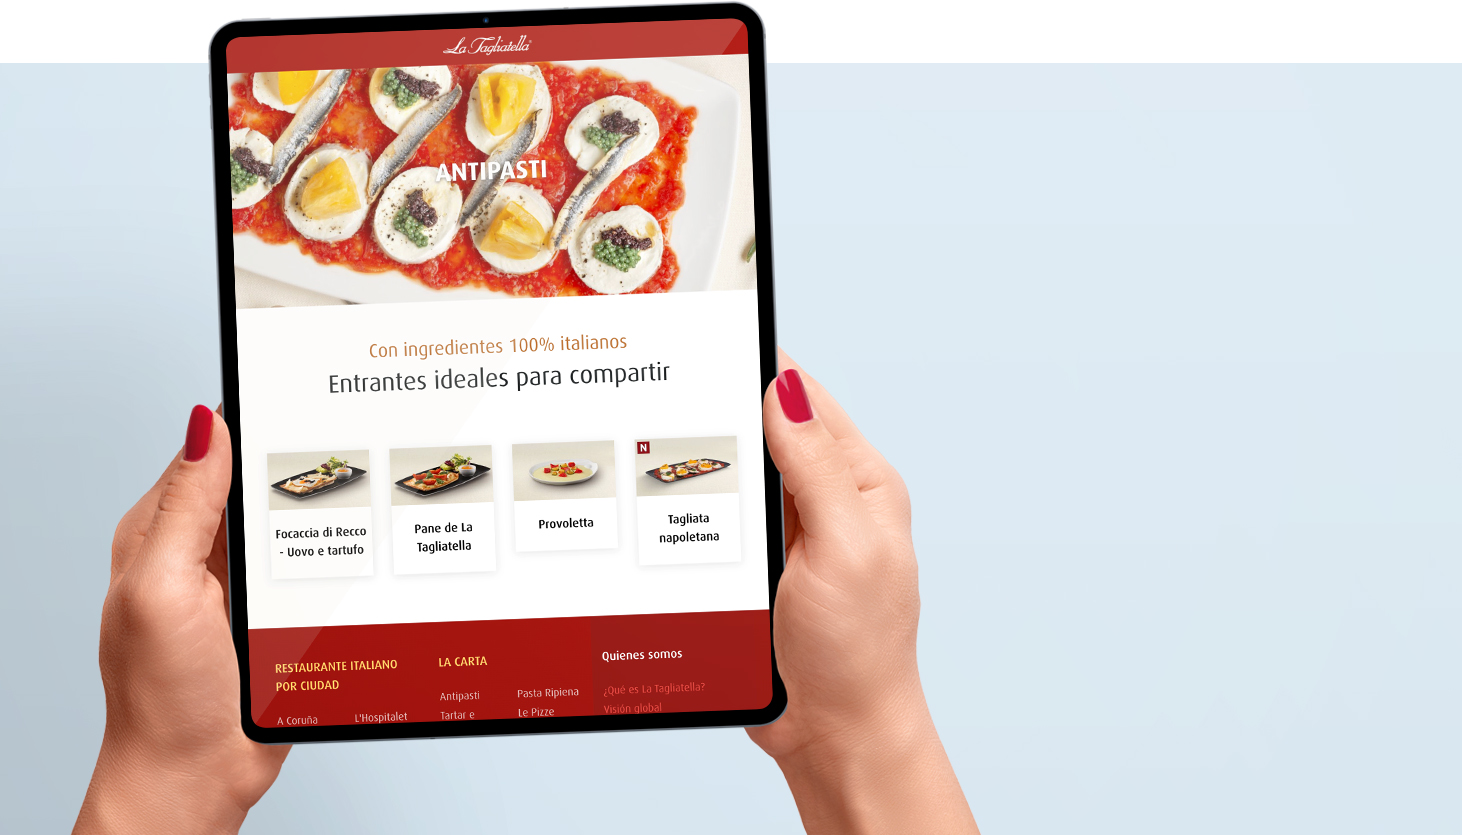 La Tagliatella
ANTIPASTI
Con ingredientes 100% italianos
Entrantes ideales para compartir
Focaccia di Recco
- Uovo e tartufo
Pane de La
Tagliatella
Provoletta
N
Tagliata
napoletana
RESTAURANTE ITALIANO
POR CIUDAD
A Coruña
L'Hospitalet
LA CARTA
Antipasti
Tartar e
Pasta Ripiena
Le Pizze
Quienes somos
¿Qué es La Tagliatella?
Visión global